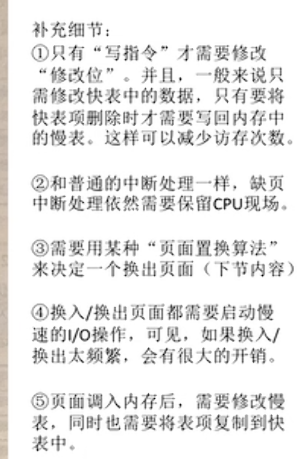 补充细节：
①只有“写指令”才需要修改
“修改位”。并且，一般来说只
需修改快表中的数据，只有要将
快表项删除时才需要写回内存中
的慢表。这样可以减少访存次数。
②和普通的中断处理一样，缺页
中断处理依然需要保留CPU现场。
③需要用某种“页面置换算法”
来决定一个换出页面（下节内容）
④换入/换出页面都需要启动慢
速的I/O操作，可见，如果换入/
换出太频繁，会有很大的开销。
⑤页面调入内存后，需要修改慢
表，同时也需要将表项复制到快
表中。